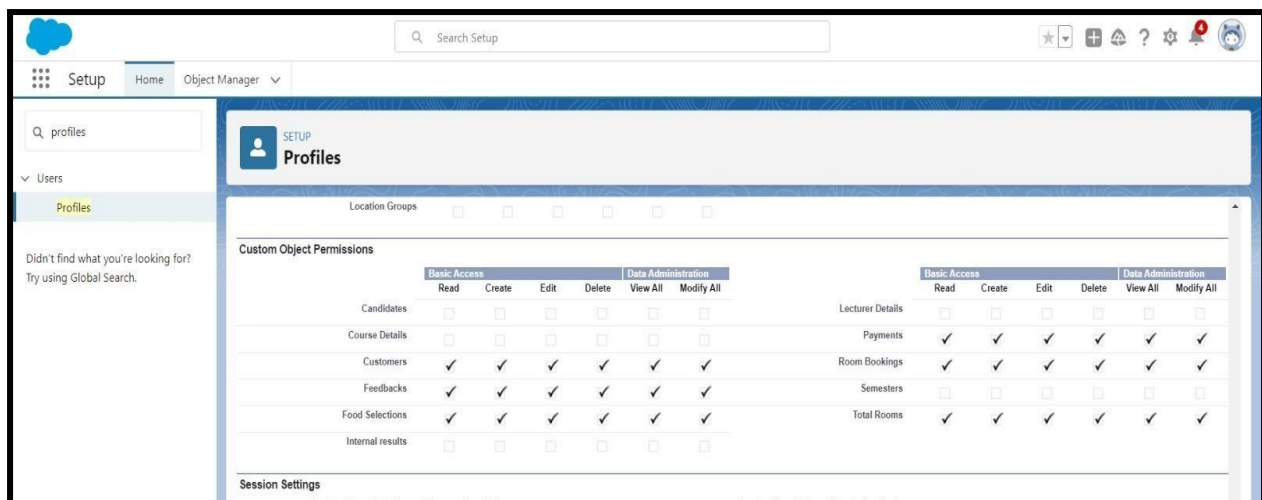 Search Setup
4
Setup Home Object Manager
profiles
Users
Profiles
Didn't find what you're looking for?
Try using Global Search.
SETUP
Profiles
Location Groups
Custom Object Permissions
Basic Access Data Administration Basic Access Data Administration
Read Create Edit Delete View All Modify All Read Create Edit Delete View All Modify All
Candidates Lecturer Details
Course Details Payments
Customers Room Bookings
Feedbacks Semesters
Food Selections Total Rooms
Internal results
Session Settings